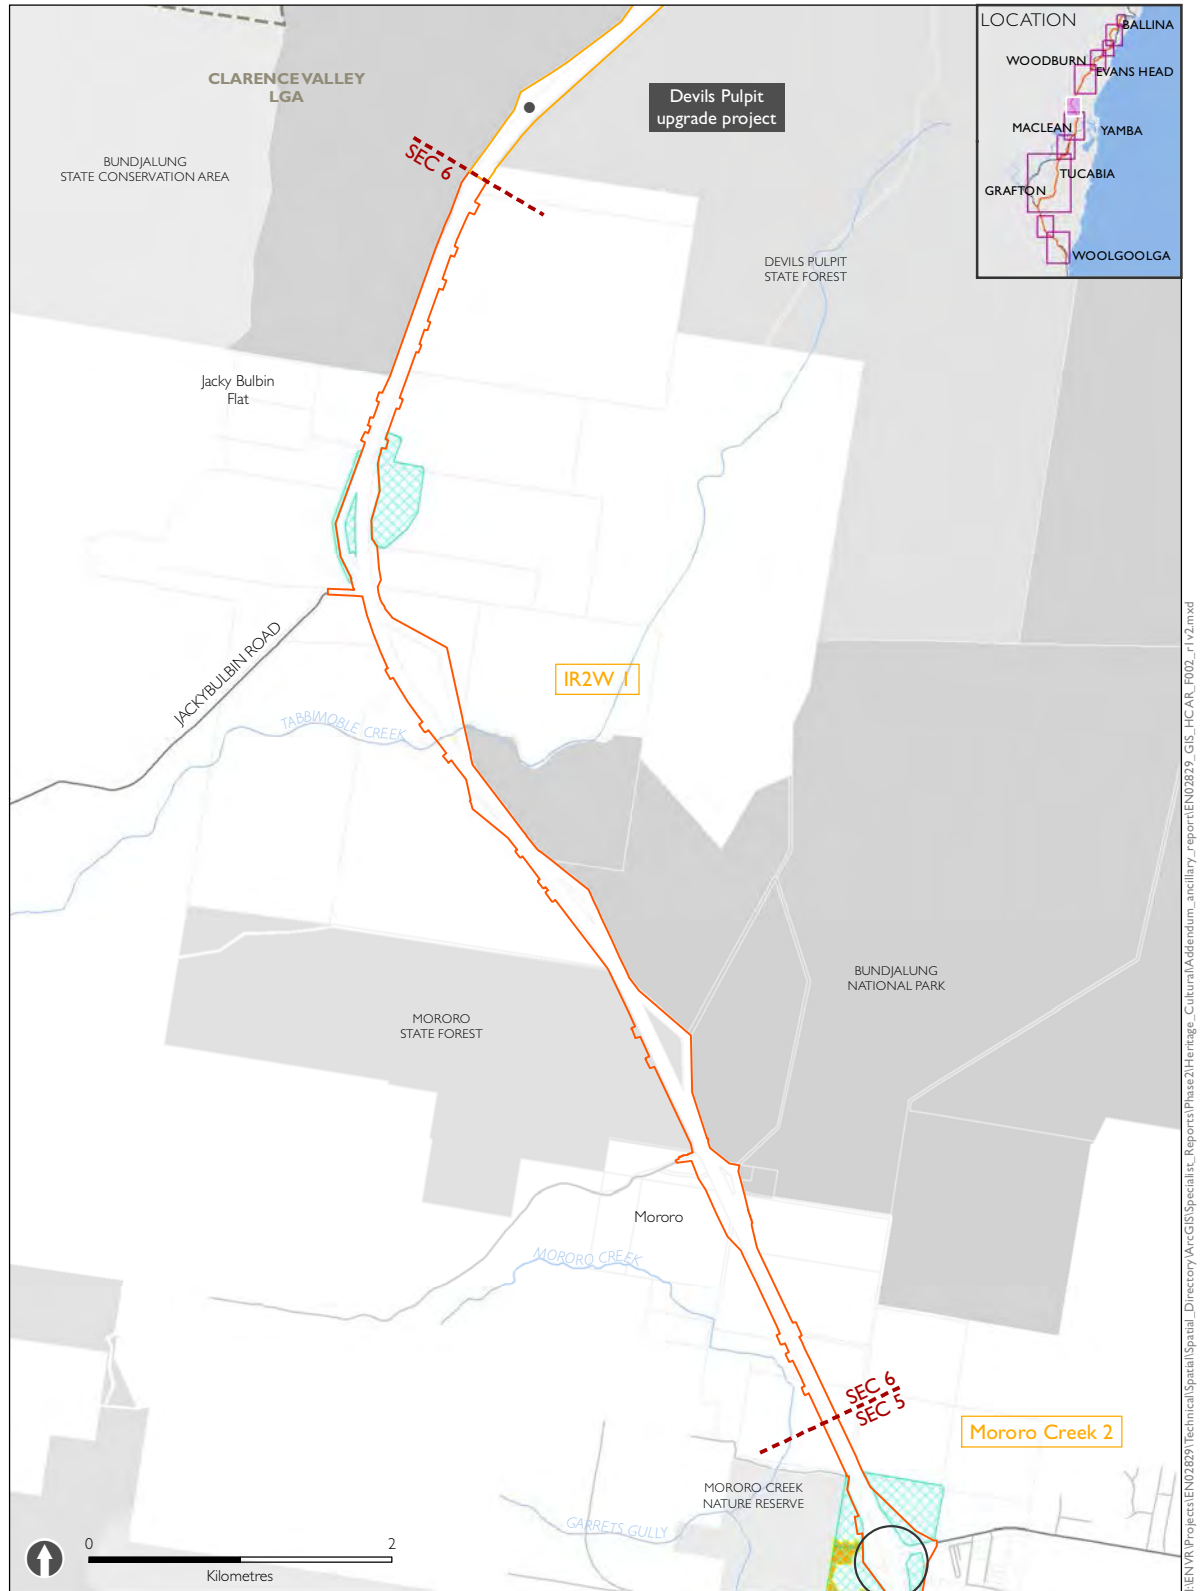 LOCATION
BALLINA
WOODBURN
EVANS HEAD
MACLEAN
YAMBA
TUCABIA
GRAFTON
WOOLGOOLGA
CLARENCE VALLEY
LGA
Devils Pulpit
upgrade project
BUNDJALUNG
STATE CONSERVATION AREA
SEC 6
DEVILS PULPIT
STATE FOREST
Jacky Bulbin
Flat
JACKYBULBIN ROAD
IR2W 1
TABBIMOBLE CREEK
BUNDJALUNG
NATIONAL PARK
MORORO
STATE FOREST
Mororo
MORORO CREEK
SEC 6
SEC 5
Mororo Creek 2
MORORO CREEK
NATURE RESERVE
GARRETS GULLY
0 2
Kilometres
:\ENVR\Projects\EN02829\Technical\Spatial\Spatial_Directory\ArcGIS\Specialist_Reports\Phase2\Heritage_Cultural\Addendum_ancillary_report\EN02829_GIS_HCAR_F002_r1v2.mxd